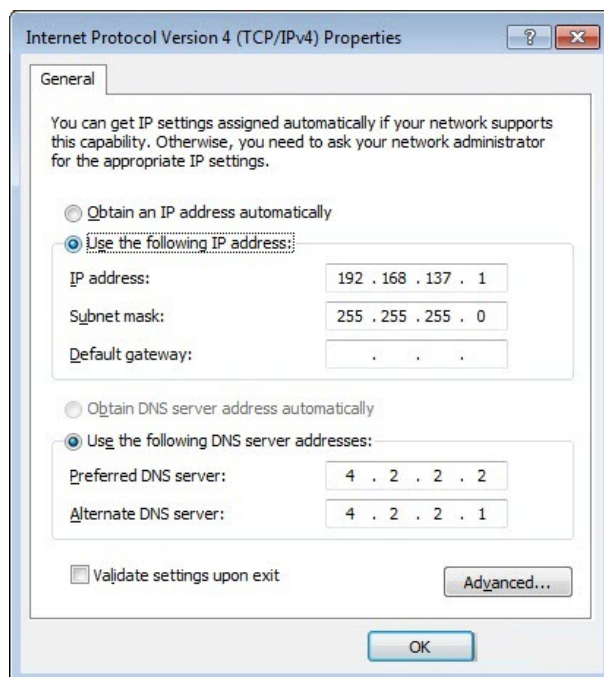 Internet Protocol Version 4 (TCP/IPv4) Properties
General
You can get IP settings assigned automatically if your network supports
this capability. Otherwise, you need to ask your network administrator
for the appropriate IP settings.
Obtain an IP address automatically
Use the following IP address:
IP address: 192 . 168 . 137 . 1
Subnet mask: 255 . 255 . 255 . 0
Default gateway: . . .
Obtain DNS server address automatically
Use the following DNS server addresses:
Preferred DNS server: 4 . 2 . 2 . 2
Alternate DNS server: 4 . 2 . 2 . 1
Validate settings upon exit
Advanced...
OK